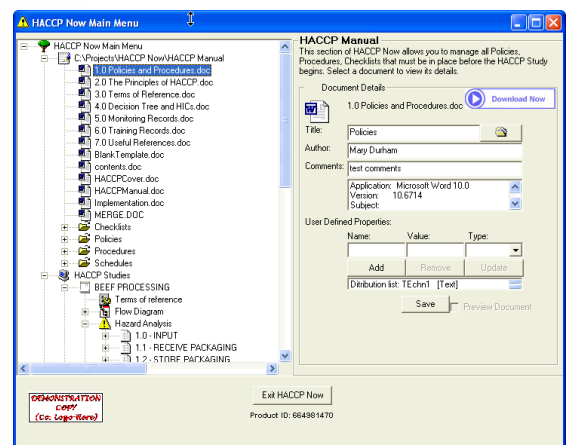 HACCP Now Main Menu
HACCP Now Main Menu
C:\Projects\HACCP Now\HACCP Manual
1.0 Policies and Procedures.doc
2.0 The Principles of HACCP.doc
3.0 Terms of Reference.doc
4.0 Decision Tree and HICs.doc
5.0 Monitoring Records.doc
6.0 Training Records.doc
7.0 Useful References.doc
BlankTemplate.doc
contents.doc
HACCPCover.doc
HACCPManual.doc
Implementation.doc
MERGE.DOC
Checklists
Policies
Procedures
Schedules
HACCP Studies
BEEF PROCESSING
Terms of reference
Flow Diagram
Hazard Analysis
1.0 - INPUT
1.1 - RECEIVE PACKAGING
1.2 - STORE PACKAGING
HACCP Manual
This section of HACCP Now allows you to manage all Policies,
Procedures, Checklists that must be in place before the HACCP Study
begins. Select a document to view its details.
Document Details
1.0 Policies and Procedures.doc
Download Now
Title:
Policies
Author:
Mary Durham
Comments:
test comments
Application: Microsoft Word 10.0
Version: 10.6714
Subject:
User Defined Properties:
Name: Value: Type:
Add Remove Update
Ditribution list: TEchn1 [Text]
Save Preview Document
DEMONSTRATION
COPY
(Co. Logo Here)
Exit HACCP Now
Product ID: 664981470